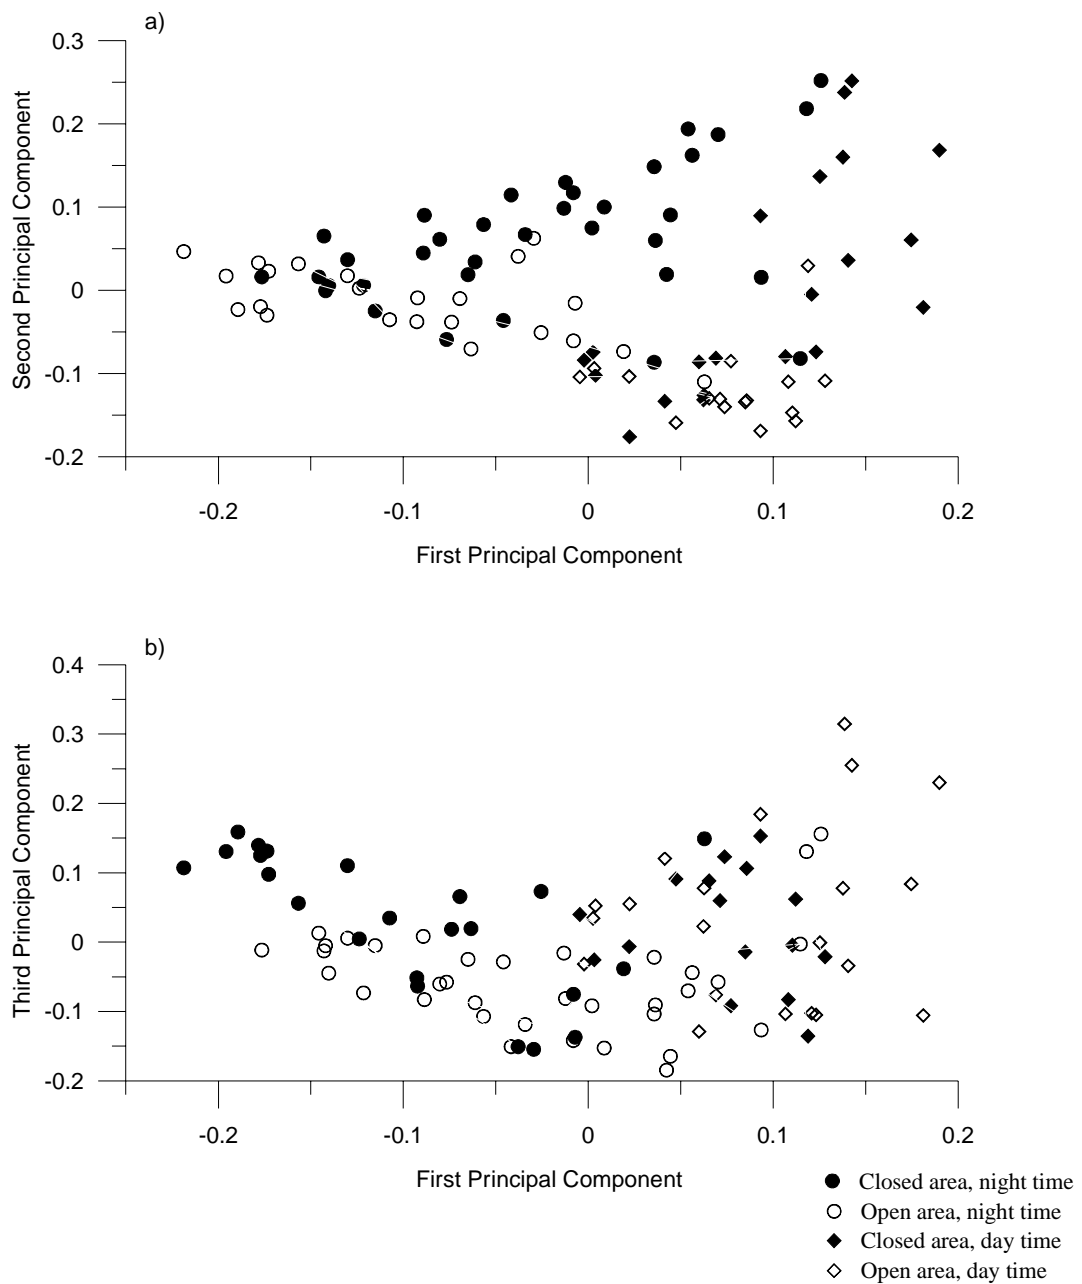 a)
0.3
0.2
0.1
0
-0.1
-0.2
Second Principal Component
-0.2 -0.1 0 0.1 0.2
First Principal Component
b)
0.4
0.3
0.2
0.1
0
-0.1
-0.2
Third Principal Component
-0.2 -0.1 0 0.1 0.2
First Principal Component
Closed area, night time
Open area, night time
Closed area, day time
Open area, day time